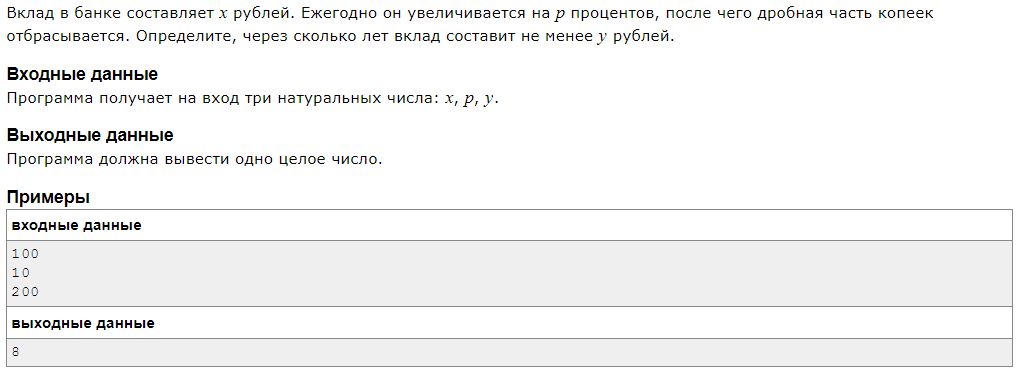 Вклад в банке составляет x рублей. Ежегодно он увеличивается на p процентов, после чего дробная часть копеек
отбрасывается. Определите, через сколько лет вклад составит не менее y рублей.
Входные данные
Программа получает на вход три натуральных числа: x, p, y.
Выходные данные
Программа должна вывести одно целое число.
Примеры
входные данные
100
10
200
выходные данные
8